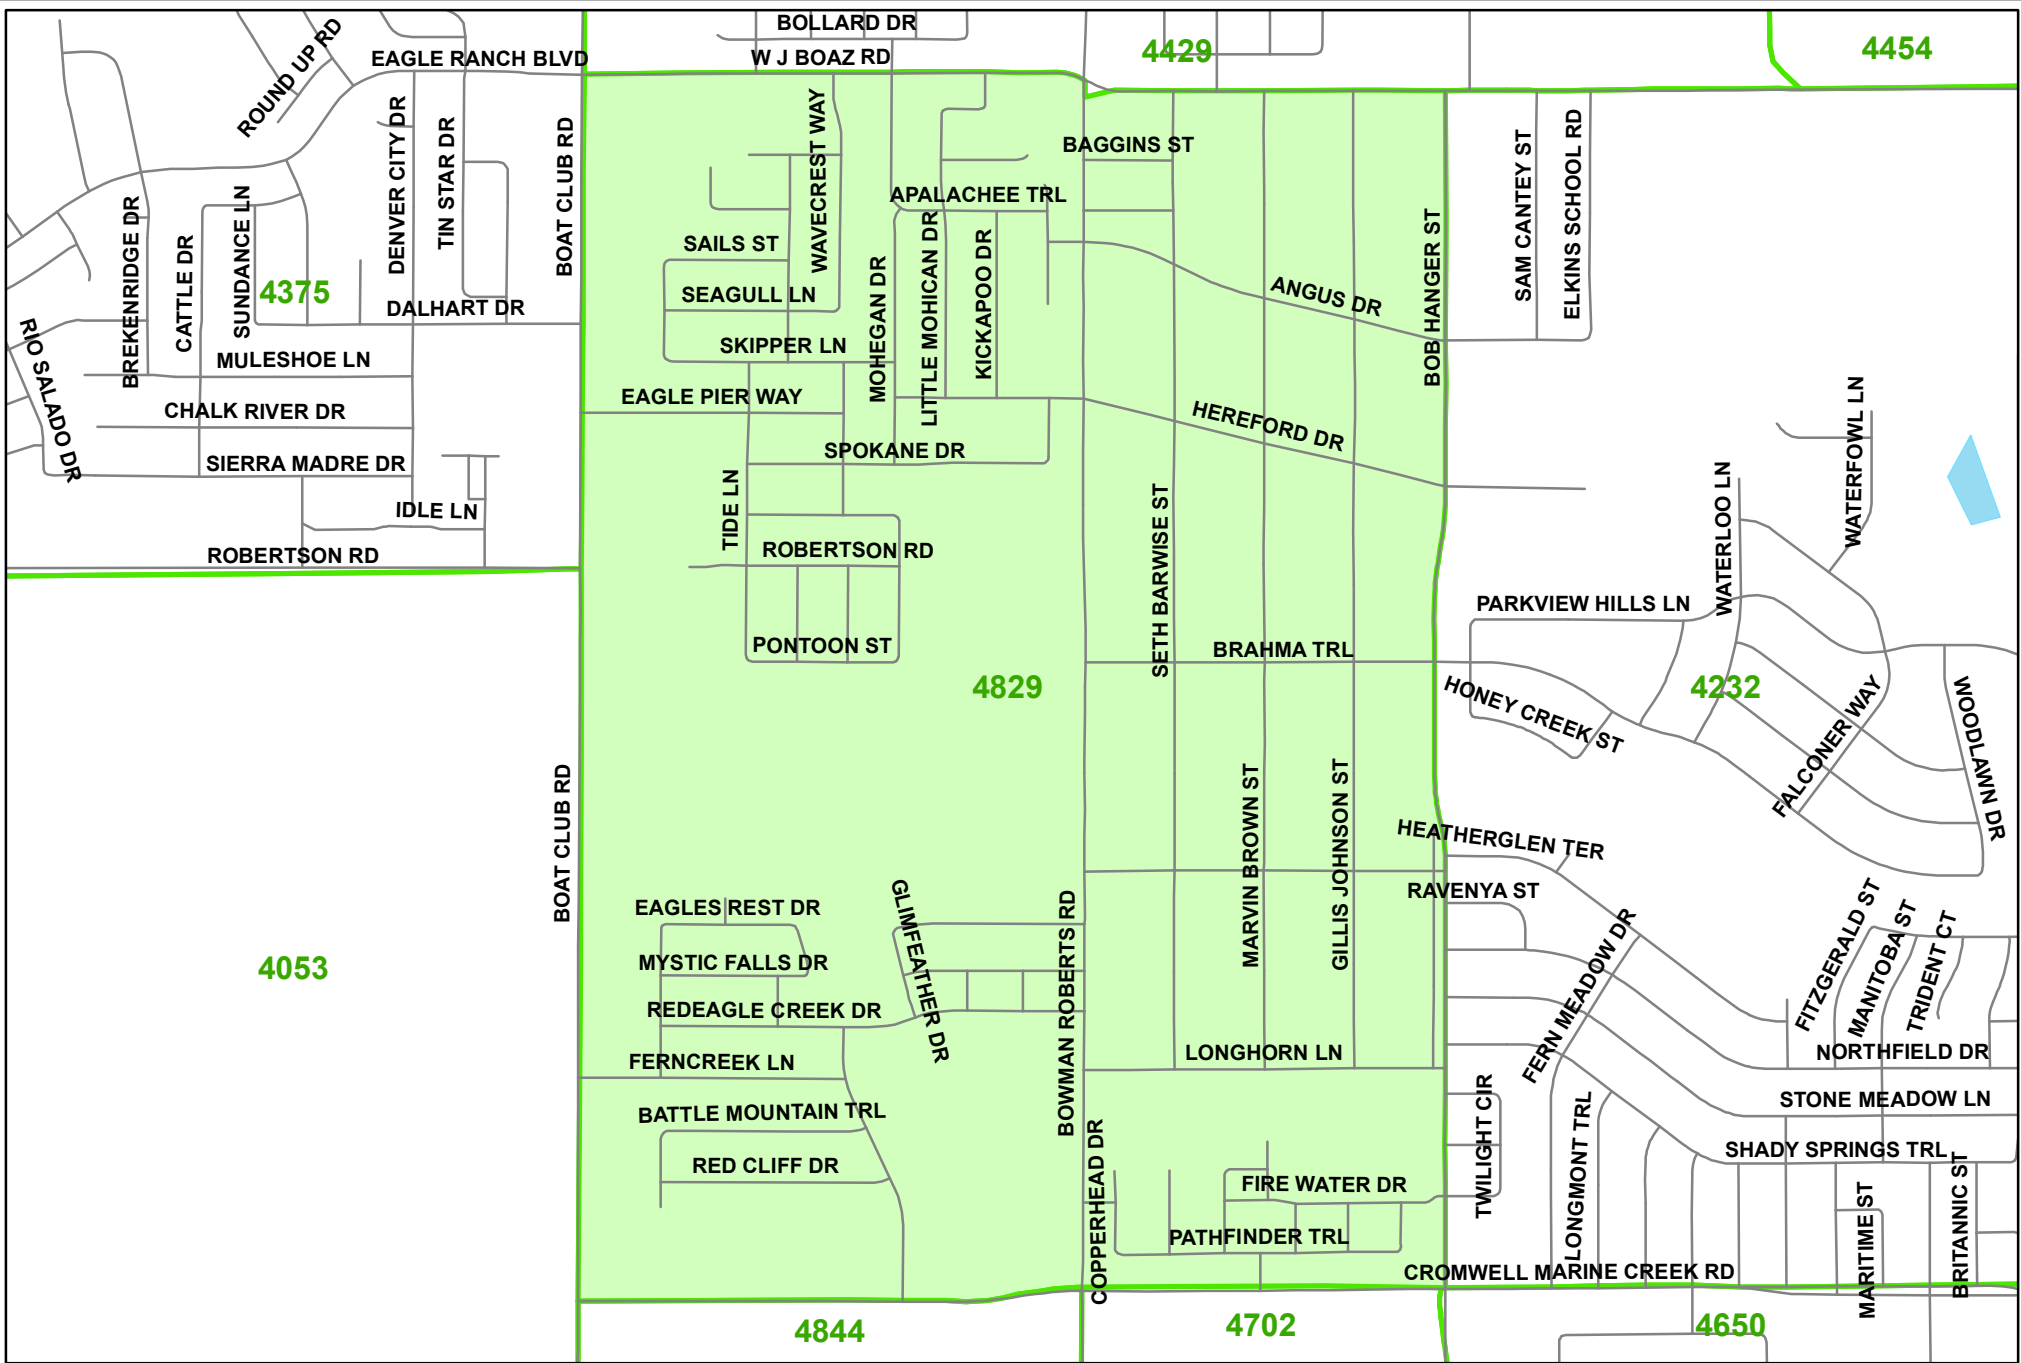 BOLLARD DR
EAGLE RANCH BLVD
W J BOAZ RD
4429
4454
ROUND UP RD
DENVER CITY DR
TIN STAR DR
BOAT CLUB RD
WAVECREST WAY
BAGGINS ST
SAM CANTEY ST
ELKINS SCHOOL RD
APALACHEE TRL
BREKENRIDGE DR
CATTLE DR
SUNDANCE LN
4375
SAILS ST
SEAGULL LN
MOHEGAN DR
LITTLE MOHICAN DR
KICKAPOO DR
ANGUS DR
BOB HANGER ST
DALHART DR
RIO SALADO DR
MULESHOE LN
SKIPPER LN
EAGLE PIER WAY
CHALK RIVER DR
HEREFORD DR
WATERFOWL LN
SPOKANE DR
SIERRA MADRE DR
TIDE LN
WATERLOO LN
IDLE LN
SETH BARWISE ST
ROBERTSON RD
ROBERTSON RD
PARKVIEW HILLS LN
PONTOON ST
BRAHMA TRL
4829
4232
HONEY CREEK ST
FALCONER WAY
WOODLAWN DR
BOAT CLUB RD
MARVIN BROWN ST
GILLIS JOHNSON ST
HEATHERGLEN TER
RAVENYA ST
EAGLES REST DR
GLIMFEATHER DR
BOWMAN ROBERTS RD
FERN MEADOW DR
FITZGERALD ST
MANITOBA ST
TRIDENT CT
4053
MYSTIC FALLS DR
REDEAGLE CREEK DR
LONGHORN LN
NORTHFIELD DR
FERNCREEK LN
STONE MEADOW LN
BATTLE MOUNTAIN TRL
COPPERHEAD DR
TWILIGHT CIR
LONGMONT TRL
SHADY SPRINGS TRL
RED CLIFF DR
FIRE WATER DR
MARITIME ST
BRITANNIC ST
PATHFINDER TRL
CROMWELL MARINE CREEK RD
4844
4702
4650